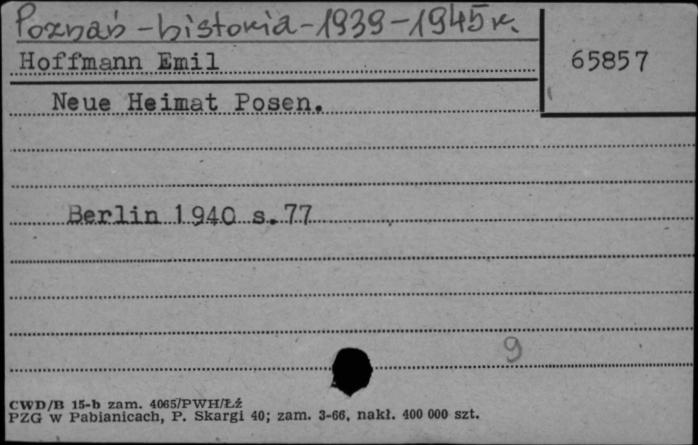 Poznań - historia - 1939 - 1945 r.
Hoffmann Emil
65857
Neue Heimat Posen.
Berlin 1940 s. 77
9
CWD/B 15-b zam. 4065/PWH/Łź
PZG w Pabianicach, P. Skargi 40; zam. 3-66, nakł. 400 000 szt.